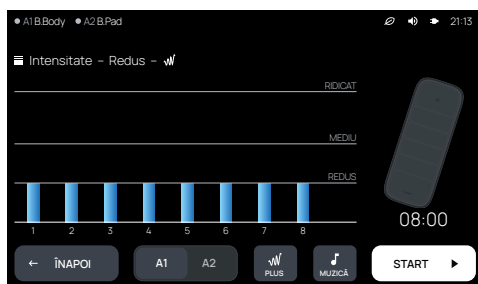 A1 B.Body A2 B.Pad 21:13
Intensitate - Redus -
RIDICAT
MEDIU
REDUS
1 2 3 4 5 6 7 8
08:00
← ÎNAPOI A1 A2 PLUS MUZICĂ START